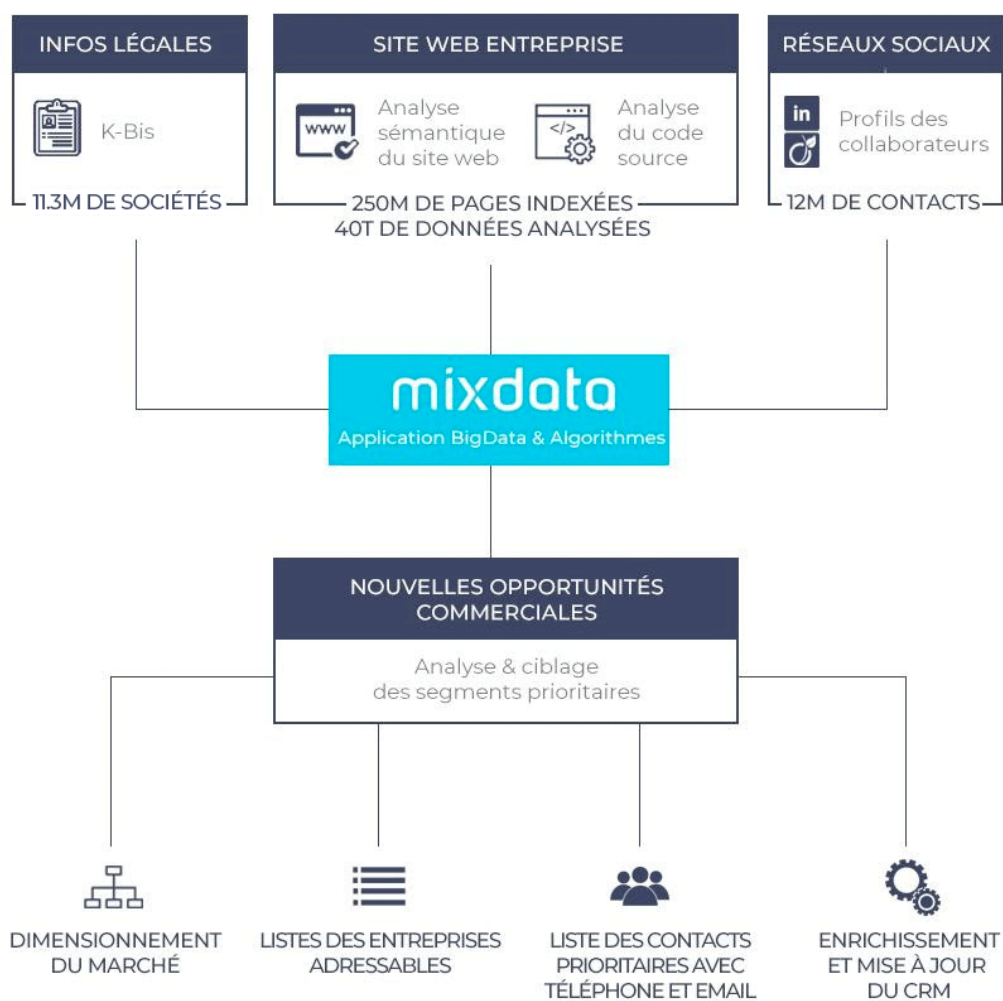 INFOS LÉGALES
K-Bis
11.3M DE SOCIÉTÉS
SITE WEB ENTREPRISE
www
Analyse
sémantique
du site web
</>
Analyse
du code
source
250M DE PAGES INDEXÉES
40T DE DONNÉES ANALYSÉES
RÉSEAUX SOCIAUX
in
Profils des
collaborateurs
12M DE CONTACTS
mixdata
Application BigData & Algorithmes
NOUVELLES OPPORTUNITÉS
COMMERCIALES
Analyse & ciblage
des segments prioritaires
DIMENSIONNEMENT
DU MARCHÉ
LISTES DES ENTREPRISES
ADRESSABLES
LISTE DES CONTACTS
PRIORITAIRES AVEC
TÉLÉPHONE ET EMAIL
ENRICHISSEMENT
ET MISE À JOUR
DU CRM